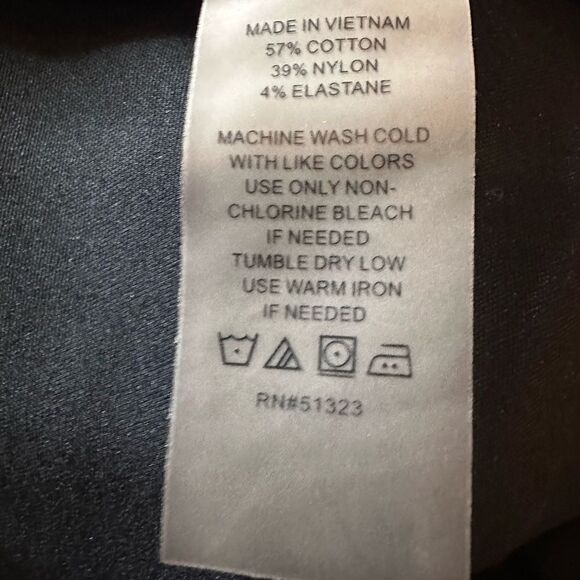 MADE IN VIETNAM
57% COTTON
39% NYLON
4% ELASTANE
MACHINE WASH COLD
WITH LIKE COLORS
USE ONLY NON-
CHLORINE BLEACH
IF NEEDED
TUMBLE DRY LOW
USE WARM IRON
IF NEEDED
RN#51323